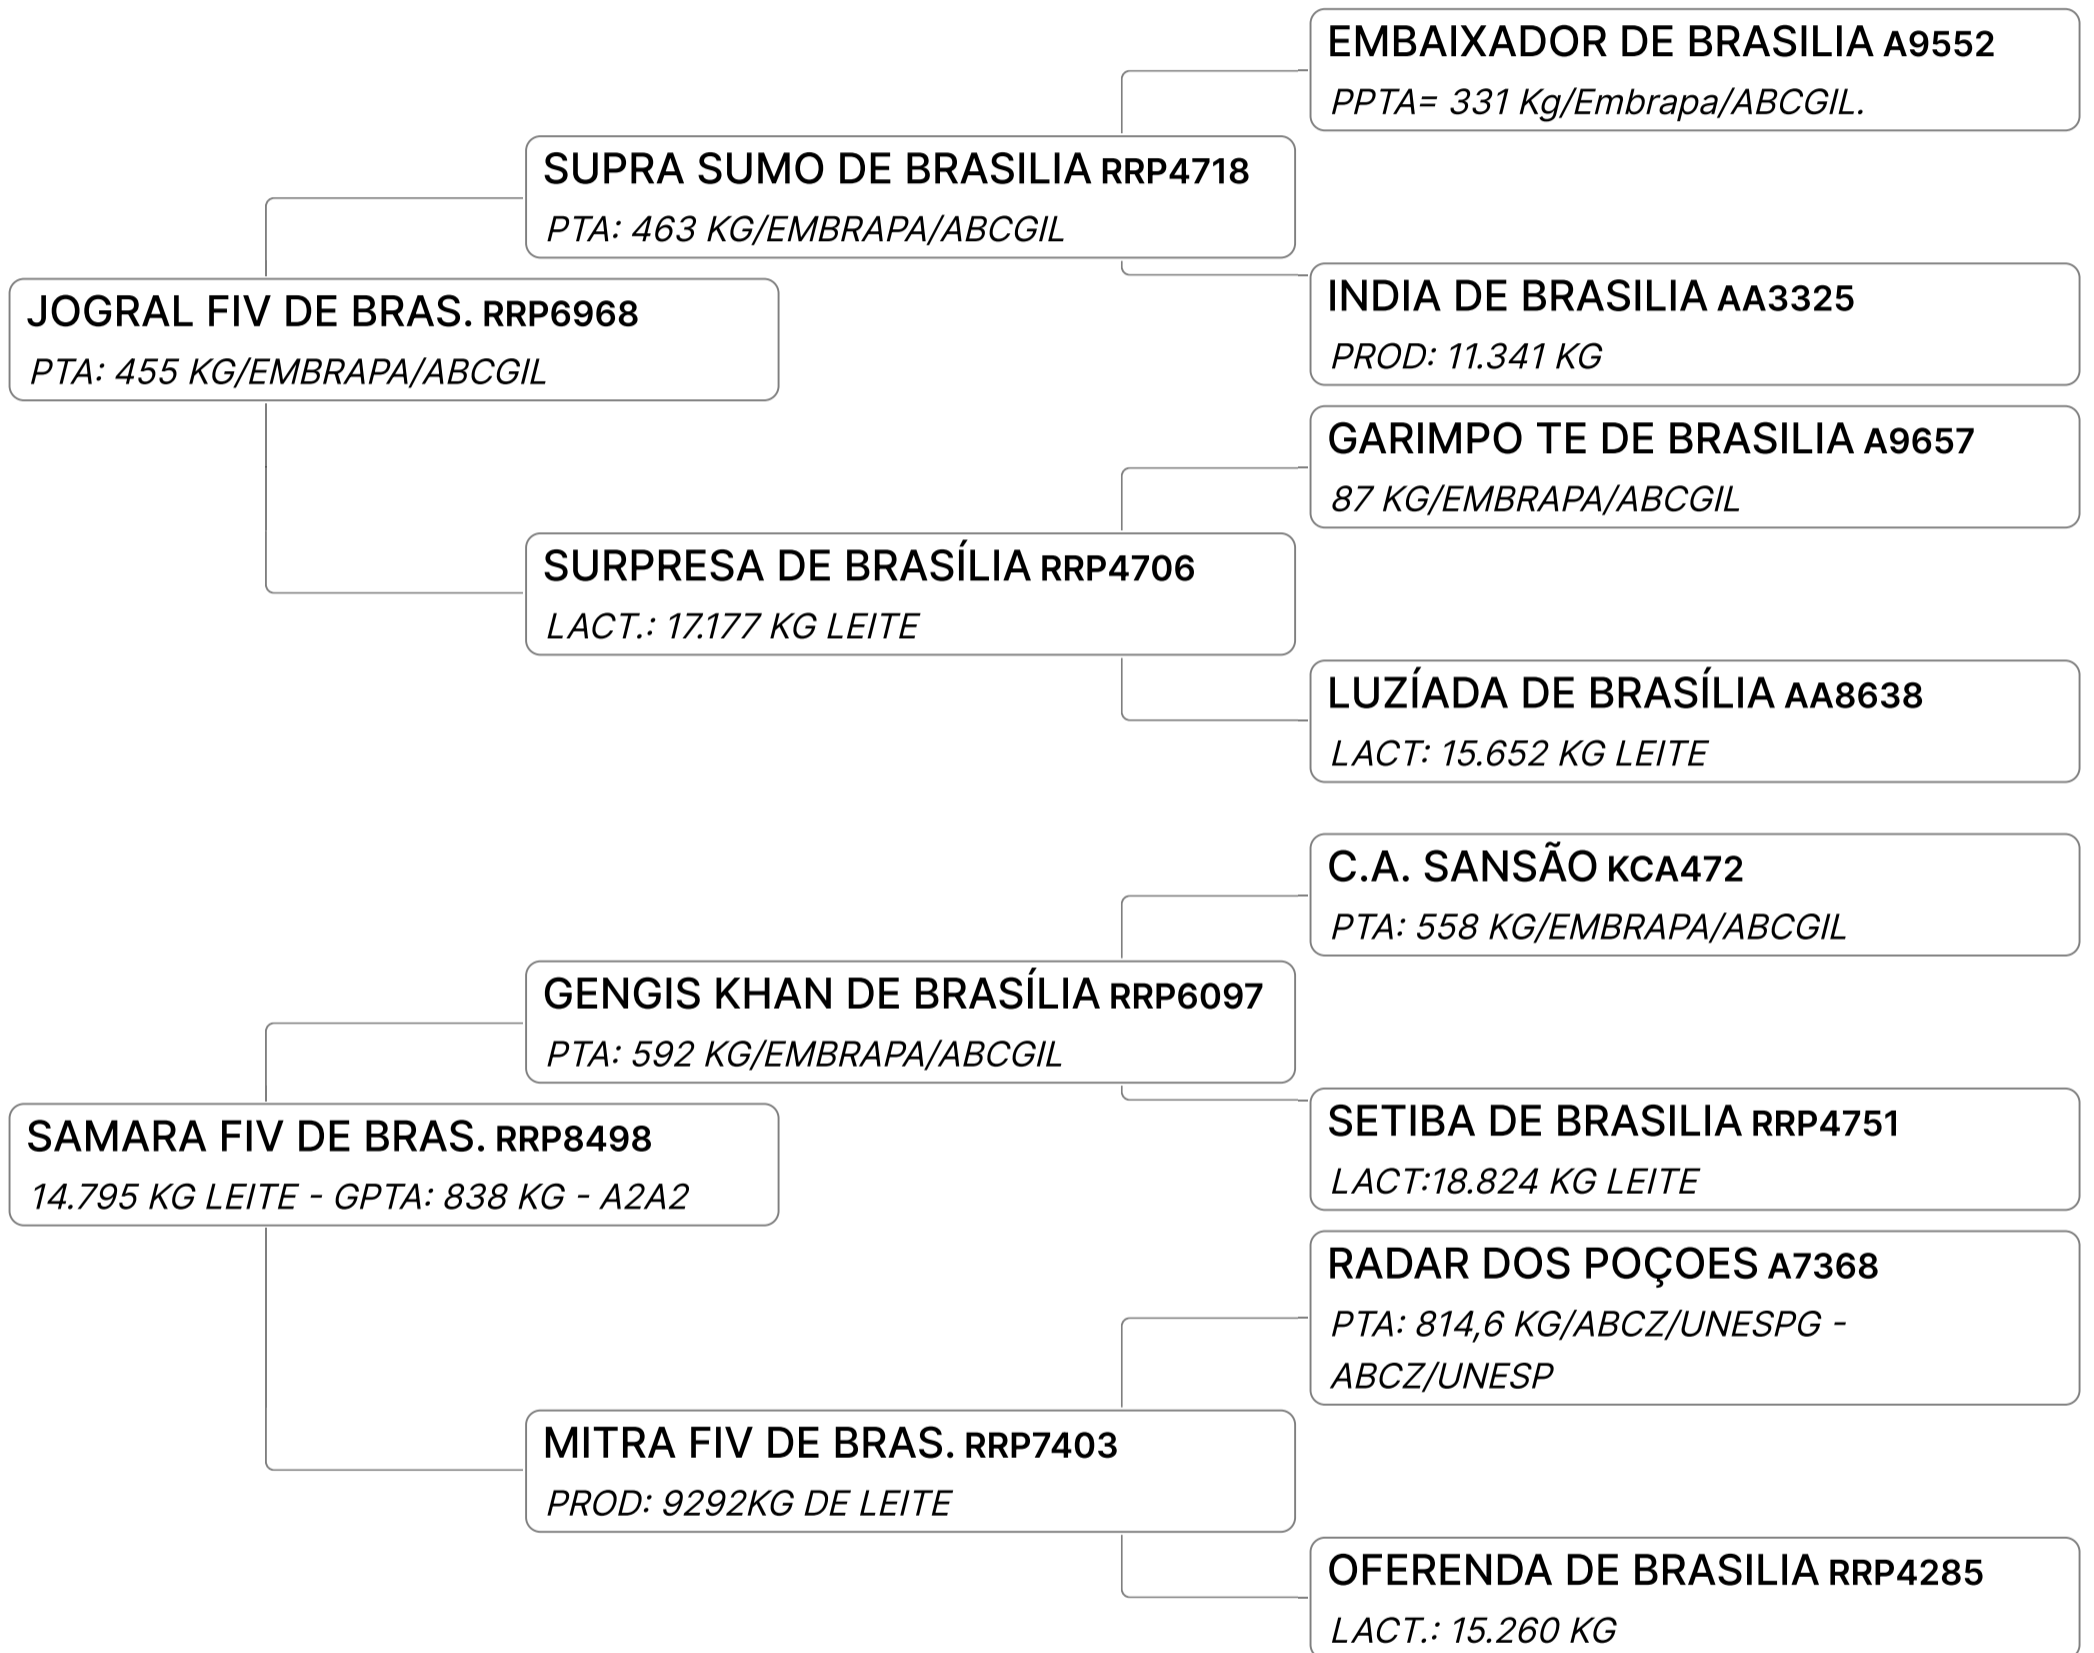 EMBAIXADOR DE BRASILIA A9552
PPTA= 331 Kg/Embrapa/ABCGIL.
SUPRA SUMO DE BRASILIA RRP4718
PTA: 463 KG/EMBRAPA/ABCGIL
INDIA DE BRASILIA AA3325
PROD: 11.341 KG
JOGRAL FIV DE BRAS. RRP6968
PTA: 455 KG/EMBRAPA/ABCGIL
GARIMPO TE DE BRASILIA A9657
87 KG/EMBRAPA/ABCGIL
SURPRESA DE BRASÍLIA RRP4706
LACT.: 17.177 KG LEITE
LUZÍADA DE BRASÍLIA AA8638
LACT: 15.652 KG LEITE
C.A. SANSÃO KCA472
PTA: 558 KG/EMBRAPA/ABCGIL
GENGIS KHAN DE BRASÍLIA RRP6097
PTA: 592 KG/EMBRAPA/ABCGIL
SETIBA DE BRASILIA RRP4751
LACT:18.824 KG LEITE
SAMARA FIV DE BRAS. RRP8498
14.795 KG LEITE - GPTA: 838 KG - A2A2
RADAR DOS POÇOES A7368
PTA: 814,6 KG/ABCZ/UNESPG -
ABCZ/UNESP
MITRA FIV DE BRAS. RRP7403
PROD: 9292KG DE LEITE
OFERENDA DE BRASILIA RRP4285
LACT.: 15.260 KG